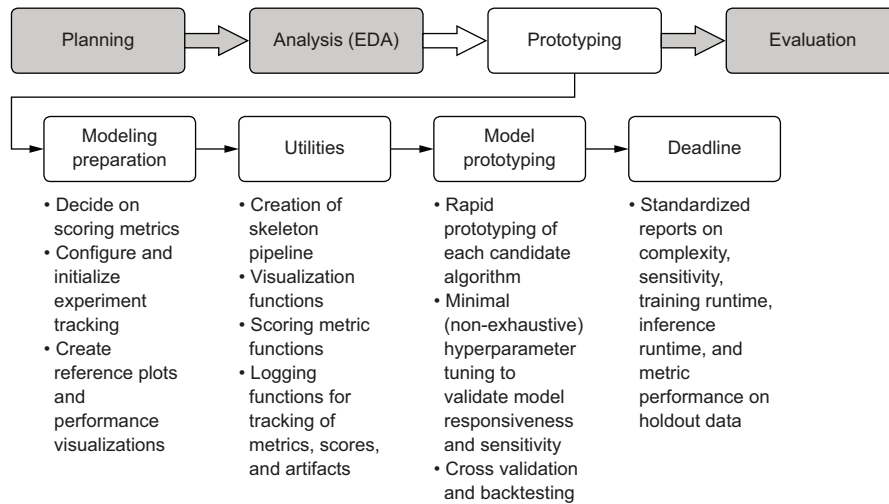 Planning
Analysis (EDA)
Prototyping
Evaluation
Modeling
preparation
Utilities
Model
prototyping
Deadline
• Decide on
scoring metrics
• Configure and
initialize
experiment
tracking
• Create
reference plots
and
performance
visualizations
• Creation of
skeleton
pipeline
• Visualization
functions
• Scoring metric
functions
• Logging
functions for
tracking of
metrics, scores,
and artifacts
• Rapid
prototyping of
each candidate
algorithm
• Minimal
(non-exhaustive)
hyperparameter
tuning to
validate model
responsiveness
and sensitivity
• Cross validation
and backtesting
• Standardized
reports on
complexity,
sensitivity,
training runtime,
inference
runtime, and
metric
performance on
holdout data